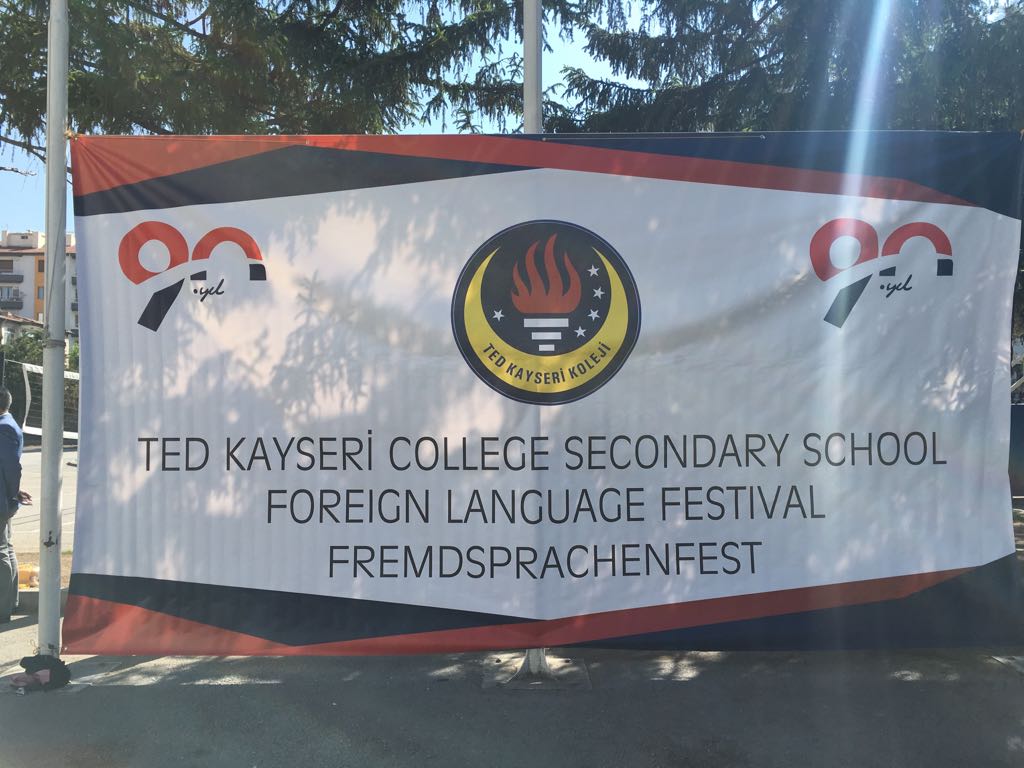 90 .yıl
90 .yıl
TED KAYSERİ KOLEJİ
TED KAYSERİ COLLEGE SECONDARY SCHOOL
FOREIGN LANGUAGE FESTIVAL
FREMDSPRACHENFEST